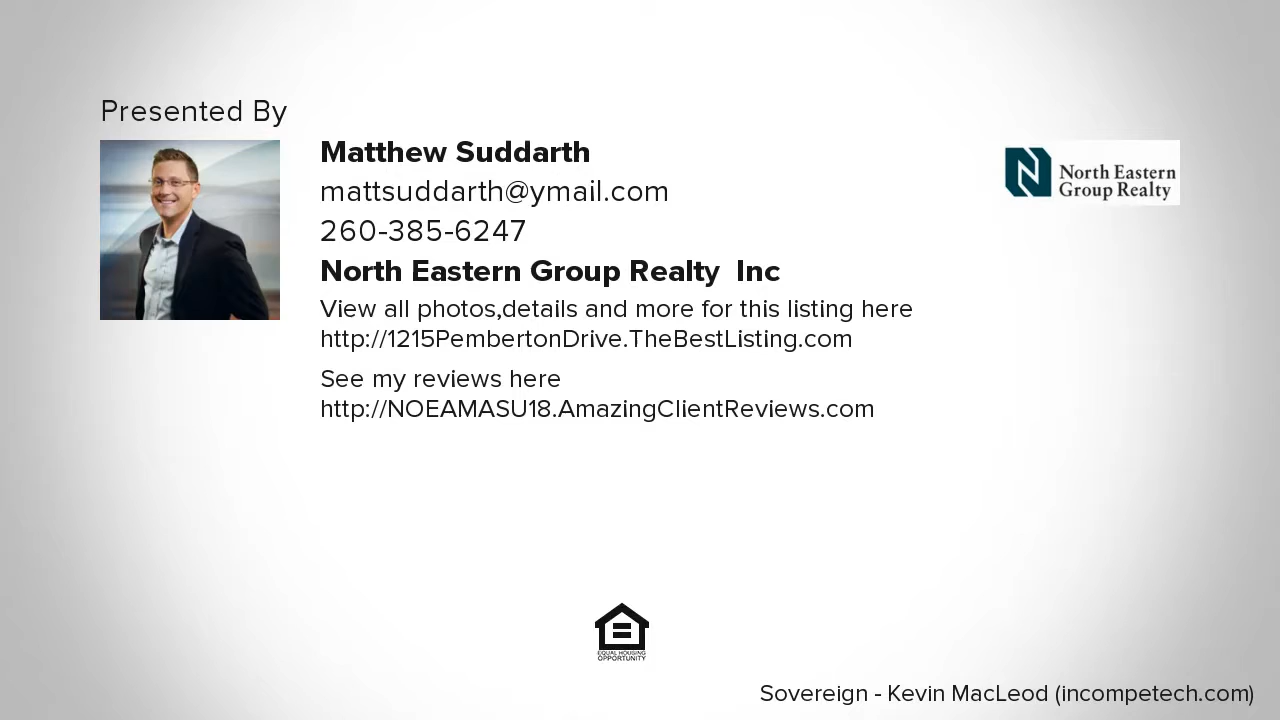 Presented By
Matthew Suddarth
mattsuddarth@ymail.com
260-385-6247
North Eastern Group Realty  Inc
View all photos,details and more for this listing here
http://1215PembertonDrive.TheBestListing.com
See my reviews here
http://NOEAMASU18.AmazingClientReviews.com
North Eastern
Group Realty
EQUAL HOUSING
OPPORTUNITY
Sovereign - Kevin MacLeod (incompetech.com)